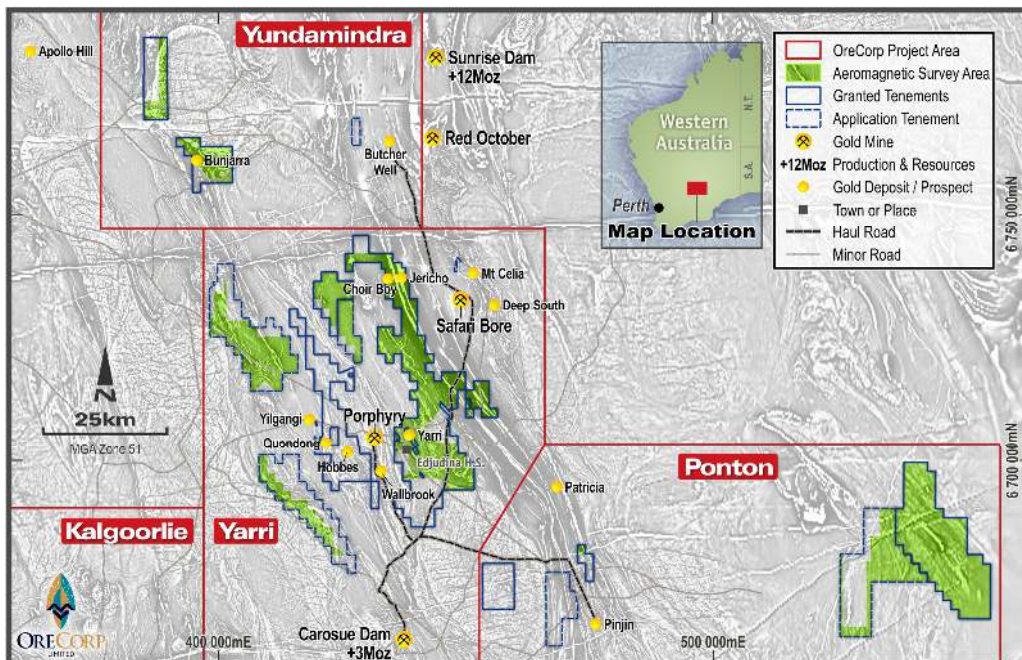 Yundamindra
Apollo Hill
Sunrise Dam
+12Moz
Red October
Butcher
Well
Bunjarra
Western
Australia
N.T.
S.A.
Perth
Map Location
OreCorp Project Area
Aeromagnetic Survey Area
Granted Tenements
Application Tenement
Gold Mine
+12Moz Production & Resources
Gold Deposit / Prospect
Town or Place
Haul Road
Minor Road
6 750 000mN
Choir Boy
Jericho
Mt Celia
Deep South
Safari Bore
N
25km
MGA Zone 51
Yilgangi
Porphyry
Quondong
Yarri
Hobbes
Edjudina H.S.
Wallbrook
Patricia
Ponton
6 700 000mN
Kalgoorlie
Yarri
Pinjin
ORECORP
LIMITED
400 000mE
Carosue Dam
+3Moz
500 000mE